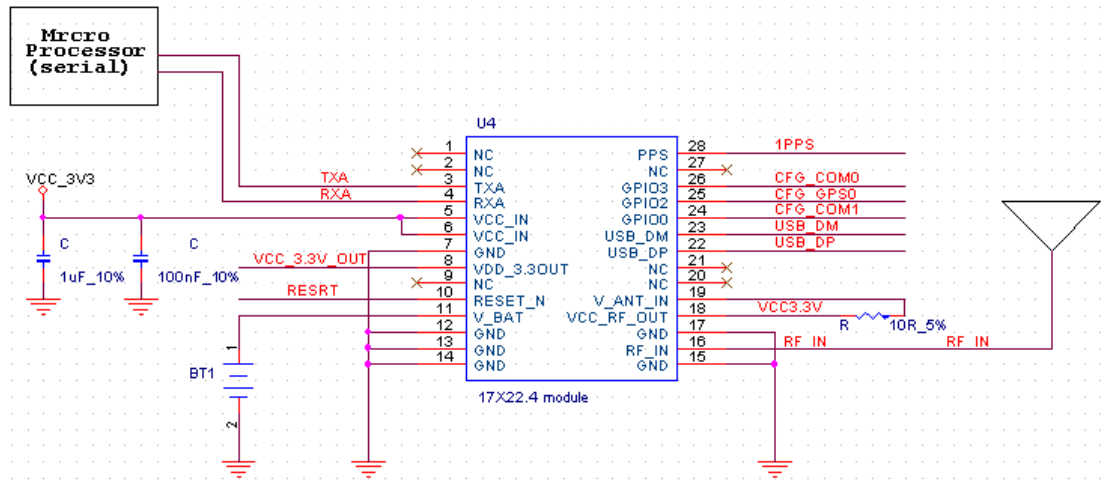 Mrcro
Processor
(serial)
VCC_3V3
C
1uF_10%
C
100nF_10%
TXA
RXA
VCC_3.3V_OUT
RESRT
BT1
1
2
U4
1 NC
2 NC
3 TXA
4 RXA
5 VCC_IN
6 VCC_IN
7 GND
8 VDD_3.3OUT
9 NC
10 RESET_N
11 V_BAT
12 GND
13 GND
14 GND
PPS 28 1PPS
NC 27
GPIO3 26 CFG_COM0
GPIO2 25 CFG_GPS0
GPIO0 24 CFG_COM1
USB_DM 23 USB_DM
USB_DP 22 USB_DP
NC 21
NC 20
V_ANT_IN 19
VCC_RF_OUT 18 VCC3.3V
R 10R_5%
GND 17
RF_IN 16 RF_IN RF_IN
GND 15
17X22.4 module